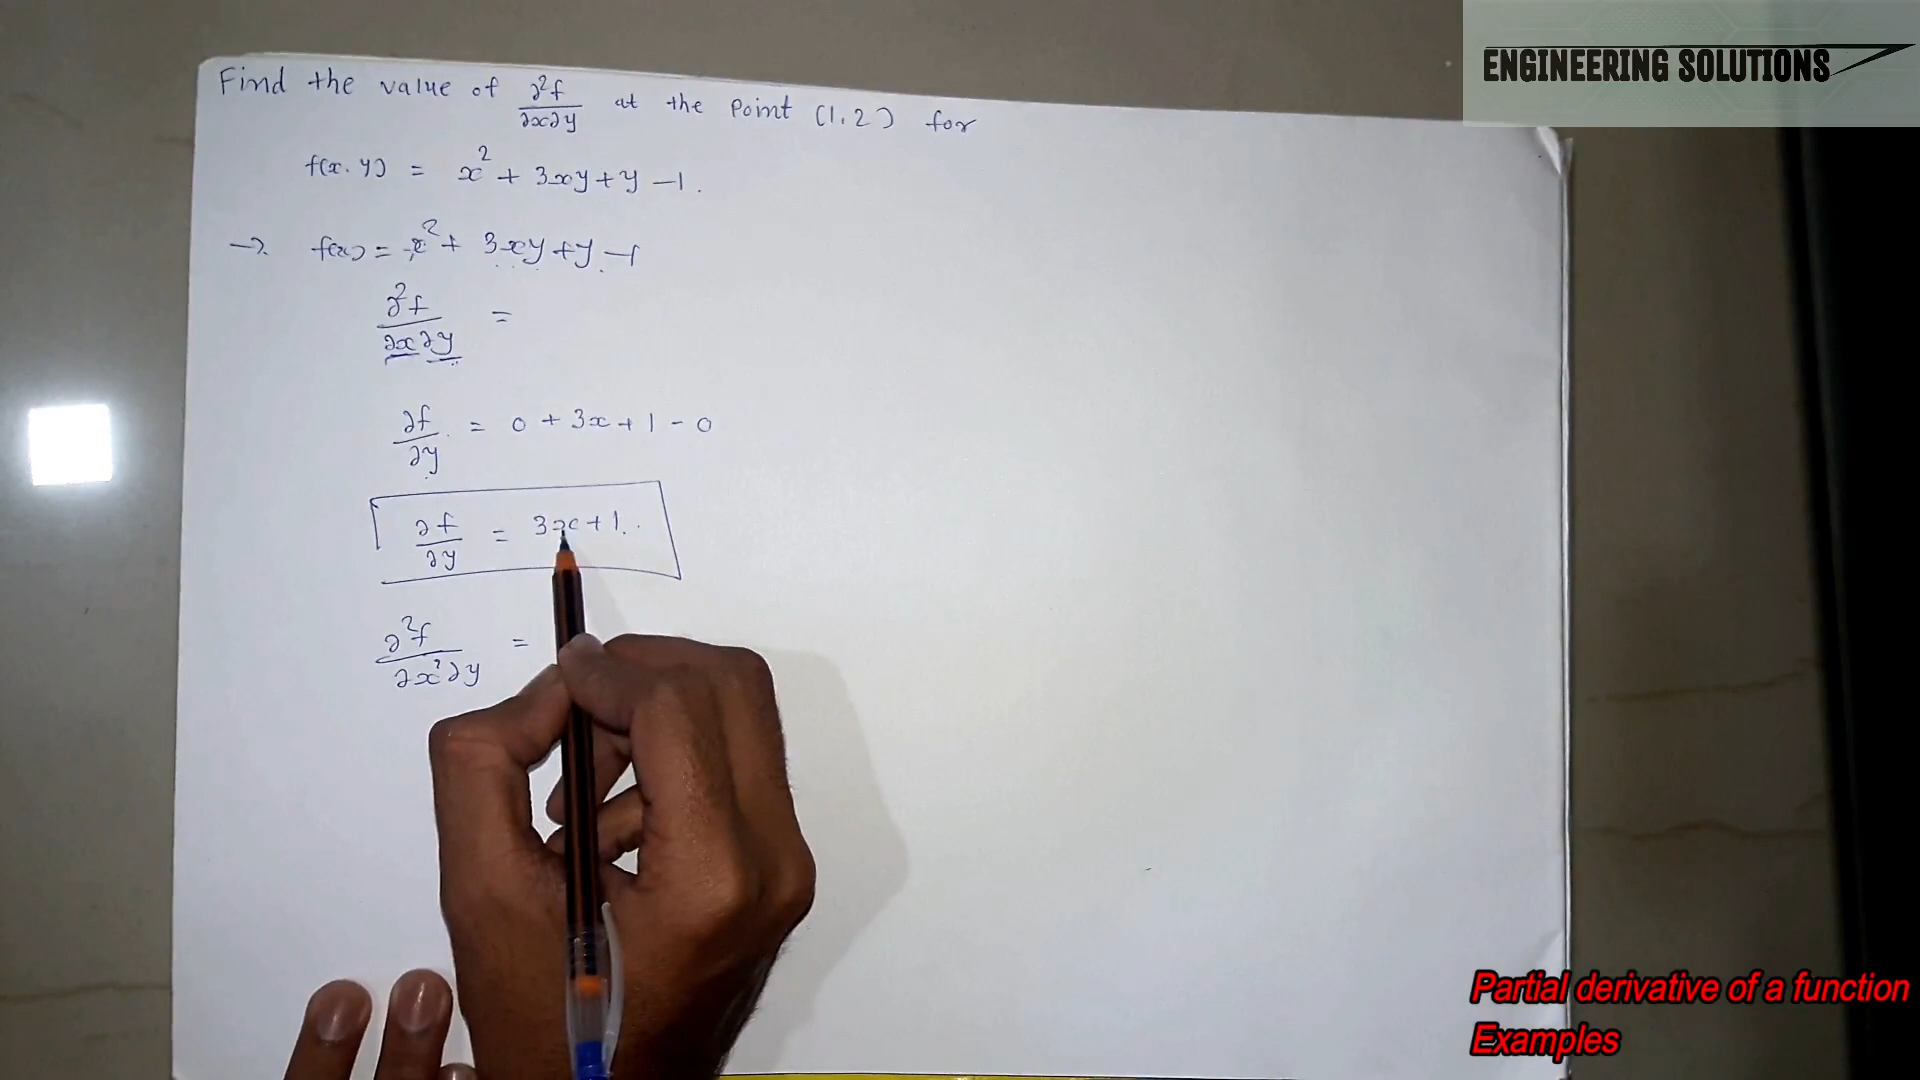 ENGINEERING SOLUTIONS
Find the value of ∂²f/∂x∂y at the point (1,2) for
f(x,y) = x² + 3xy + y − 1.
→ f(x) = x² + 3xy + y − 1
∂²f/∂x∂y =
∂f/∂y = 0 + 3x + 1 − 0
∂f/∂y = 3x + 1.
∂²f/∂x²∂y =
Partial derivative of a function
Examples